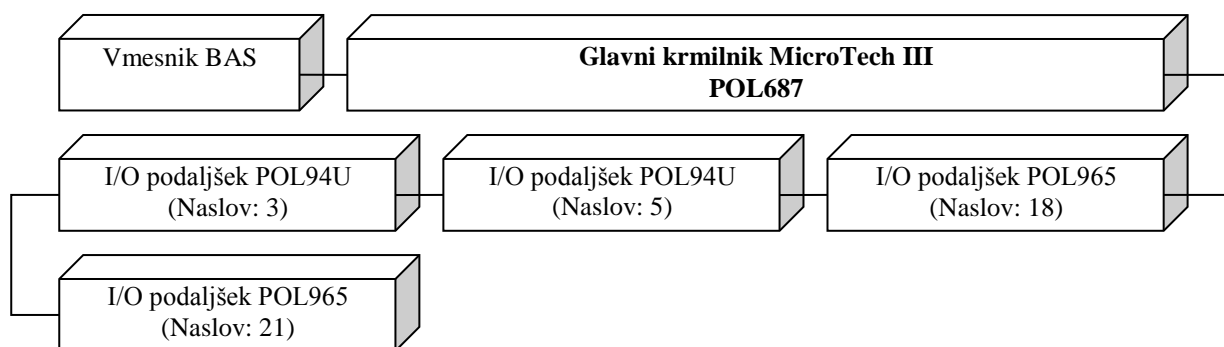 Vmesnik BAS
Glavni krmilnik MicroTech III
POL687
I/O podaljšek POL94U
(Naslov: 3)
I/O podaljšek POL94U
(Naslov: 5)
I/O podaljšek POL965
(Naslov: 18)
I/O podaljšek POL965
(Naslov: 21)